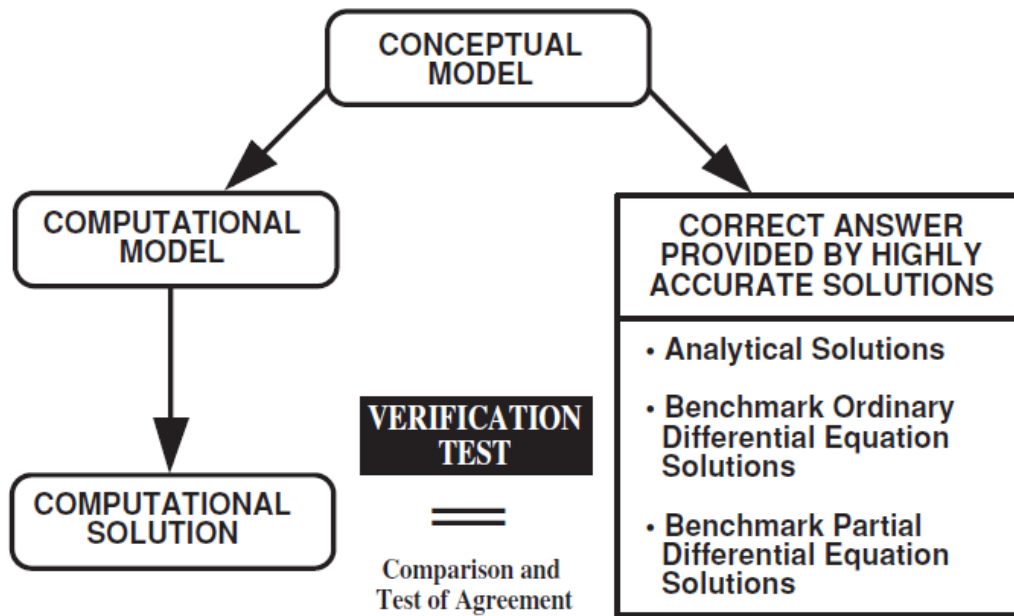 CONCEPTUAL
MODEL
COMPUTATIONAL
MODEL
COMPUTATIONAL
SOLUTION
VERIFICATION
TEST
Comparison and
Test of Agreement
CORRECT ANSWER
PROVIDED BY HIGHLY
ACCURATE SOLUTIONS
• Analytical Solutions
• Benchmark Ordinary
Differential Equation
Solutions
• Benchmark Partial
Differential Equation
Solutions